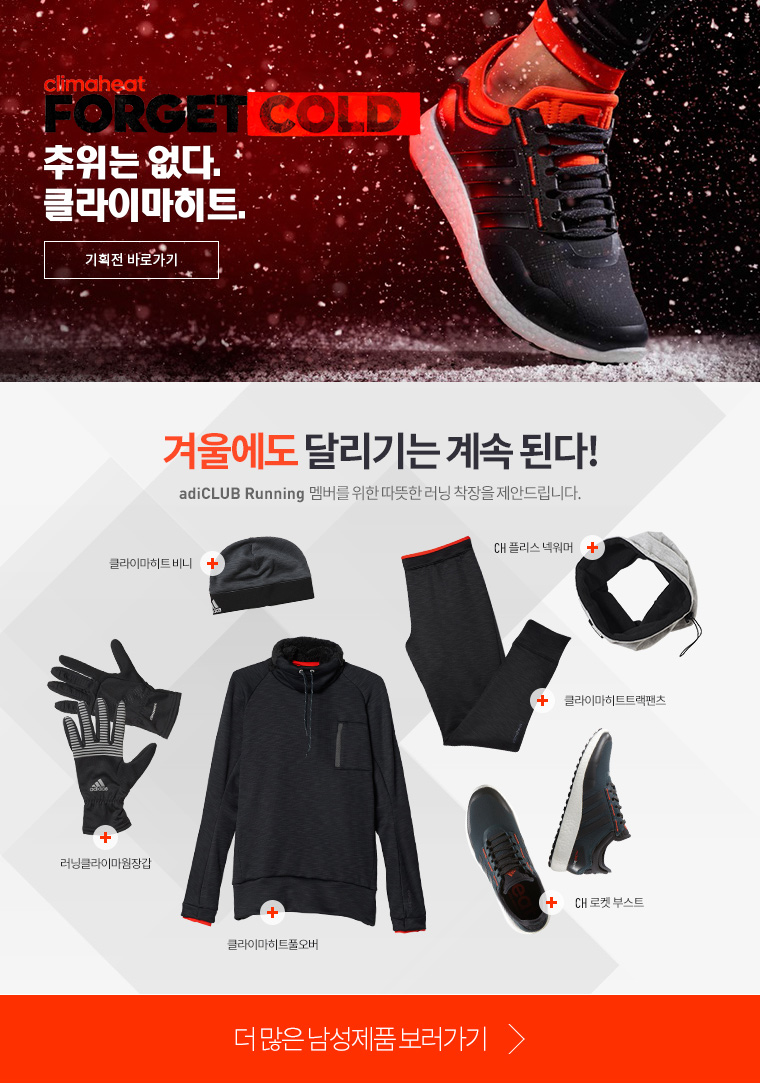 climaheat
FORGET COLD
추위는 없다.
클라이마히트.
기획전 바로가기
겨울에도 달리기는 계속 된다!
adiCLUB Running 멤버를 위한 따뜻한 러닝 착장을 제안드립니다.
클라이마히트 비니
CH 플리스 넥워머
클라이마히트트랙팬츠
adidas
러닝클라이마웜장갑
CH 로켓 부스트
클라이마히트풀오버
더 많은 남성제품 보러가기